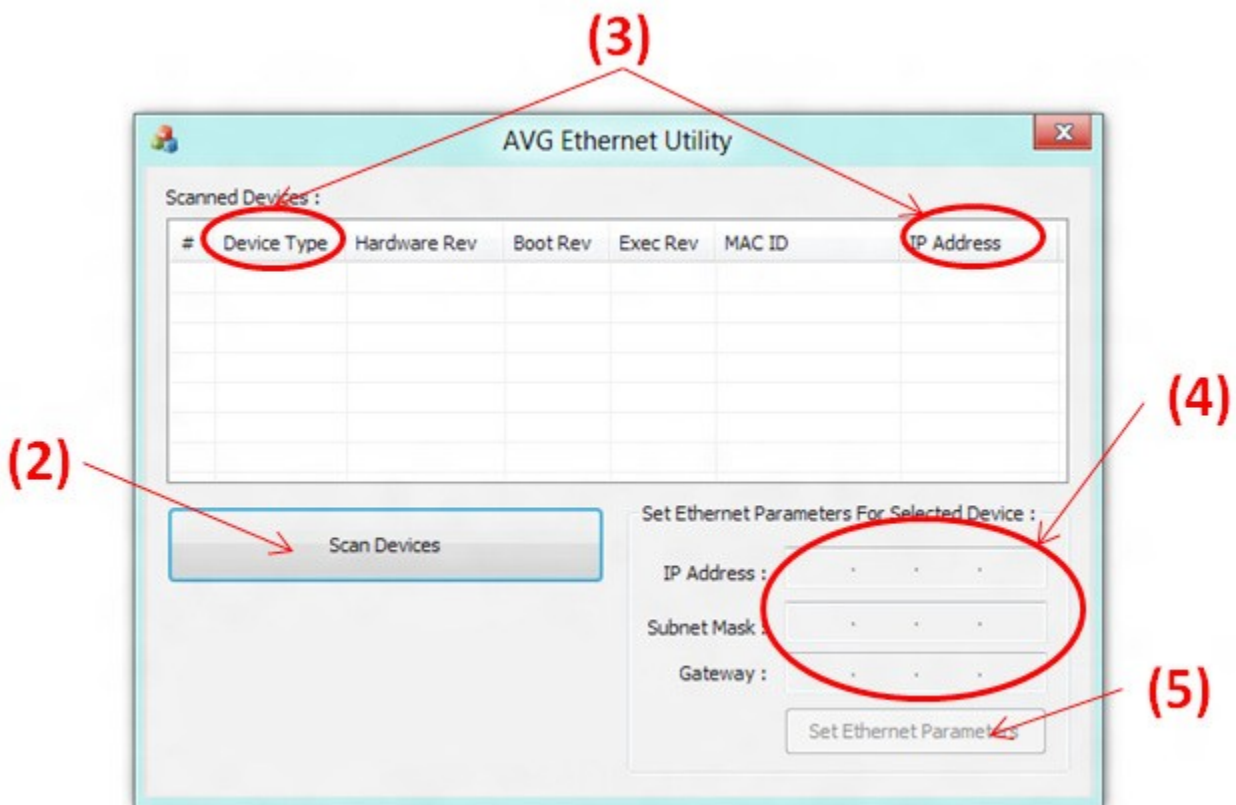 (3)
AVG Ethernet Utility
x
Scanned Devices :
# Device Type Hardware Rev Boot Rev Exec Rev MAC ID IP Address
(4)
(2)
Scan Devices
Set Ethernet Parameters For Selected Device :
IP Address : . . .
Subnet Mask : . . .
Gateway : . . .
(5)
Set Ethernet Parameters